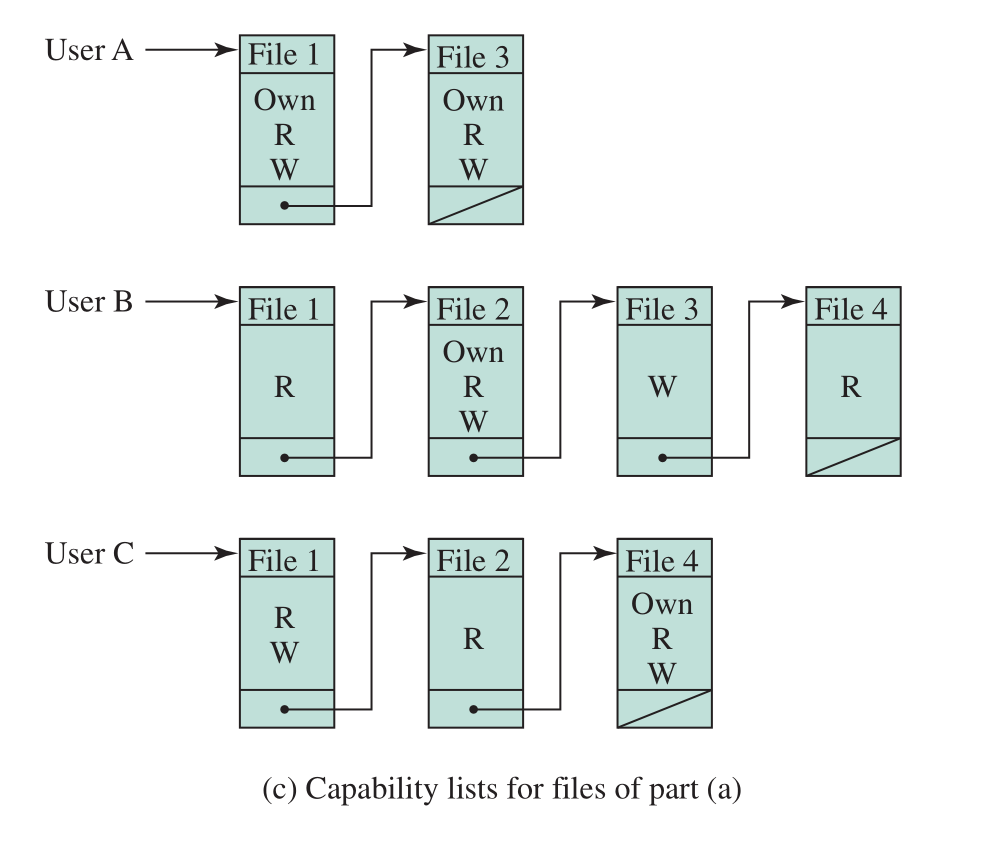 User A
File 1
Own
R
W
File 3
Own
R
W
User B
File 1
R
File 2
Own
R
W
File 3
W
File 4
R
User C
File 1
R
W
File 2
R
File 4
Own
R
W
(c) Capability lists for files of part (a)